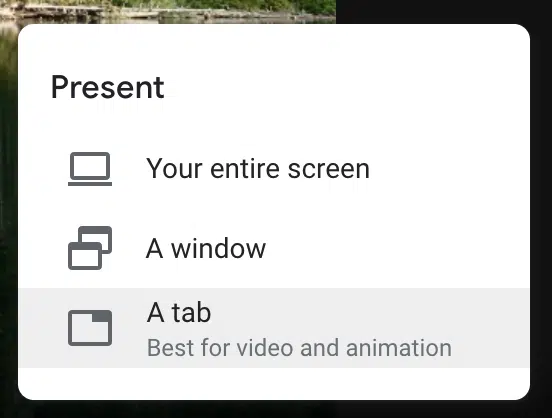 Present
Your entire screen
A window
A tab
Best for video and animation